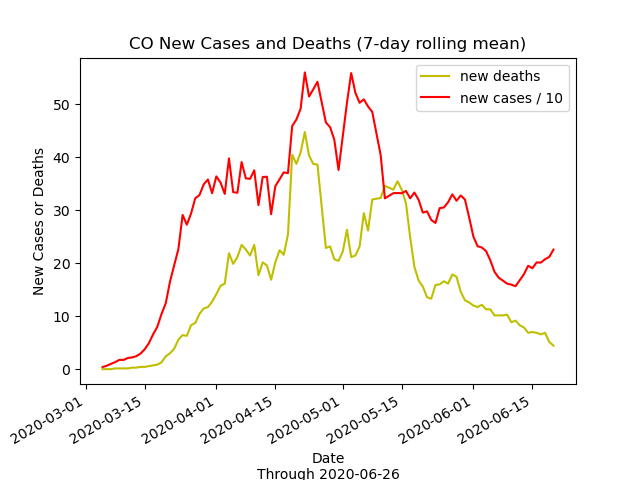 CO New Cases and Deaths (7-day rolling mean)
new deaths
new cases / 10
New Cases or Deaths
50
40
30
20
10
0
2020-03-01
2020-03-15
2020-04-01
2020-04-15
2020-05-01
2020-05-15
2020-06-01
2020-06-15
Date
Through 2020-06-26